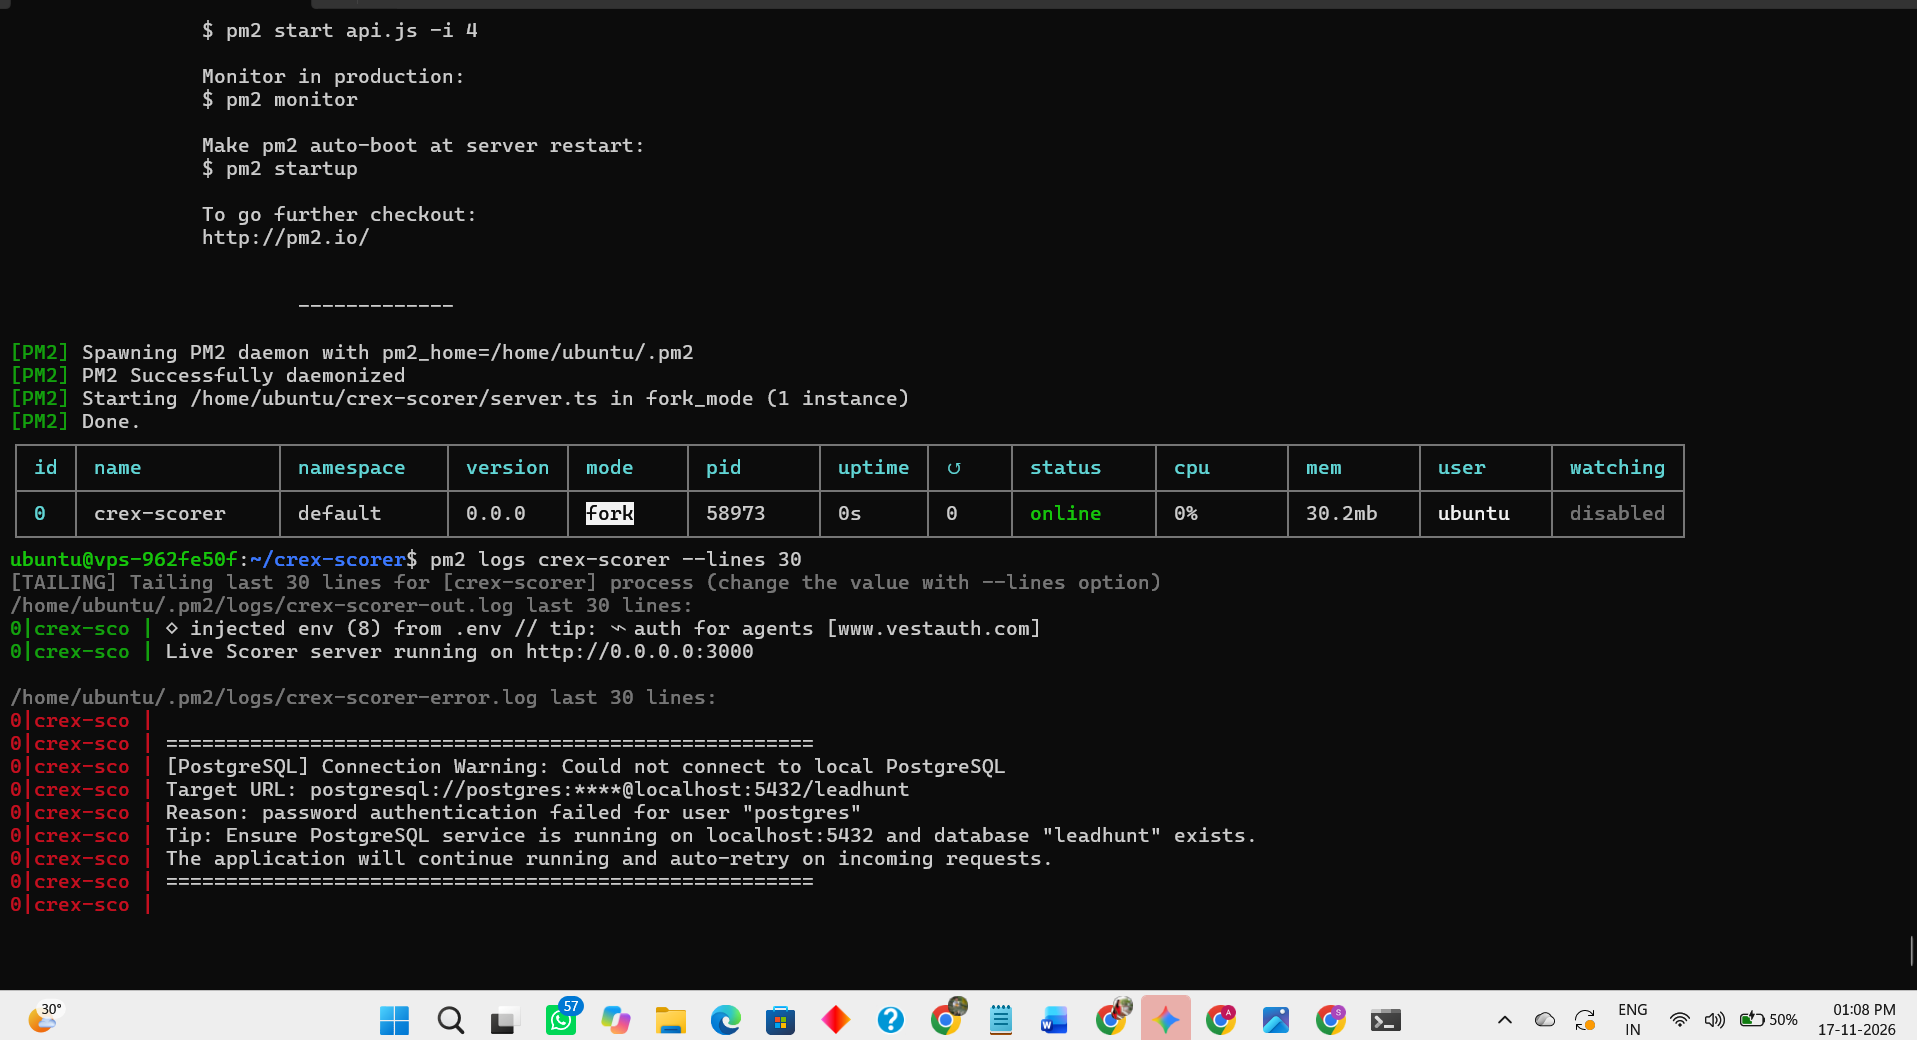 $ pm2 start api.js -i 4
Monitor in production:
$ pm2 monitor
Make pm2 auto-boot at server restart:
$ pm2 startup
To go further checkout:
http://pm2.io/
-------------
[PM2] Spawning PM2 daemon with pm2_home=/home/ubuntu/.pm2
[PM2] PM2 Successfully daemonized
[PM2] Starting /home/ubuntu/crex-scorer/server.ts in fork_mode (1 instance)
[PM2] Done.
id name namespace version mode pid uptime ↺ status cpu mem user watching
0 crex-scorer default 0.0.0 fork 58973 0s 0 online 0% 30.2mb ubuntu disabled
ubuntu@vps-962fe50f:~/crex-scorer$ pm2 logs crex-scorer --lines 30
[TAILING] Tailing last 30 lines for [crex-scorer] process (change the value with --lines option)
/home/ubuntu/.pm2/logs/crex-scorer-out.log last 30 lines:
0|crex-sco | ◇ injected env (8) from .env // tip: ⌁ auth for agents [www.vestauth.com]
0|crex-sco | Live Scorer server running on http://0.0.0.0:3000
/home/ubuntu/.pm2/logs/crex-scorer-error.log last 30 lines:
0|crex-sco |
0|crex-sco | ======================================================
0|crex-sco | [PostgreSQL] Connection Warning: Could not connect to local PostgreSQL
0|crex-sco | Target URL: postgresql://postgres:****@localhost:5432/leadhunt
0|crex-sco | Reason: password authentication failed for user "postgres"
0|crex-sco | Tip: Ensure PostgreSQL service is running on localhost:5432 and database "leadhunt" exists.
0|crex-sco | The application will continue running and auto-retry on incoming requests.
0|crex-sco | ======================================================
0|crex-sco |
30°
57
W
A
S
ENG
IN
50%
01:08 PM
17-11-2026